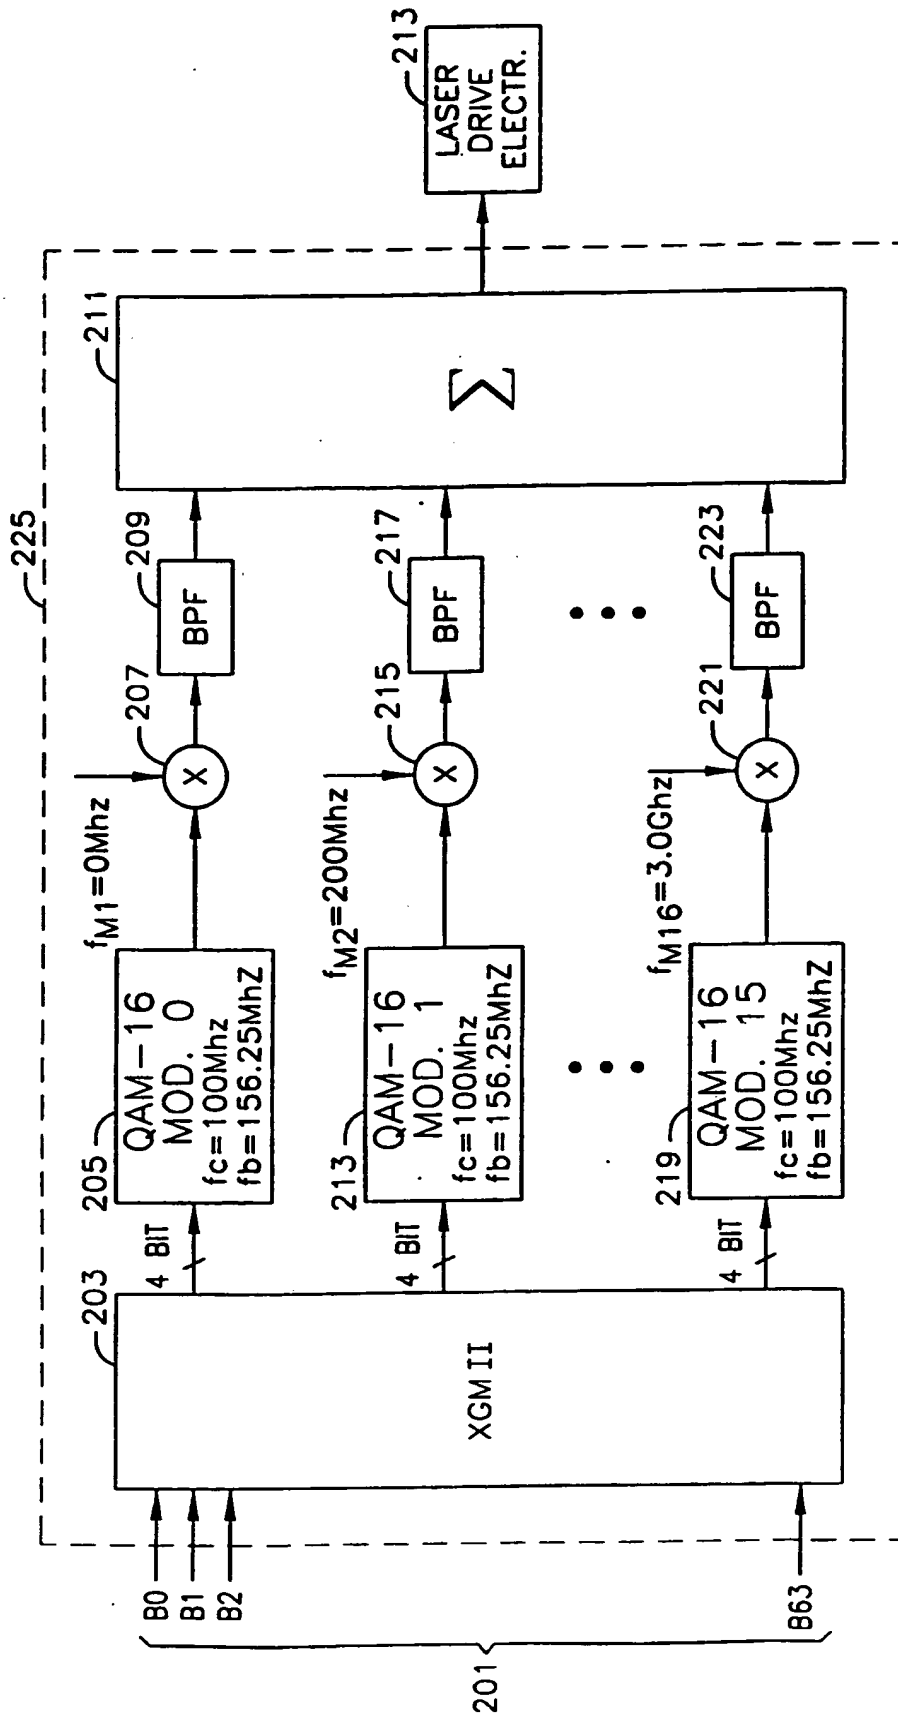 225
B0
B1
B2
B63
201
203
XGMII
4 BIT
4 BIT
4 BIT
205
QAM-16
MOD. 0
fc=100Mhz
fb=156.25MhZ
213
QAM-16
MOD. 1
fc=100Mhz
fb=156.25MhZ
219
QAM-16
MOD. 15
fc=100Mhz
fb=156.25MhZ
fM1=0Mhz
207
X
fM2=200Mhz
215
X
fM16=3.0Ghz
221
X
209
BPF
217
BPF
223
BPF
211
Σ
213
LASER
DRIVE
ELECTR.